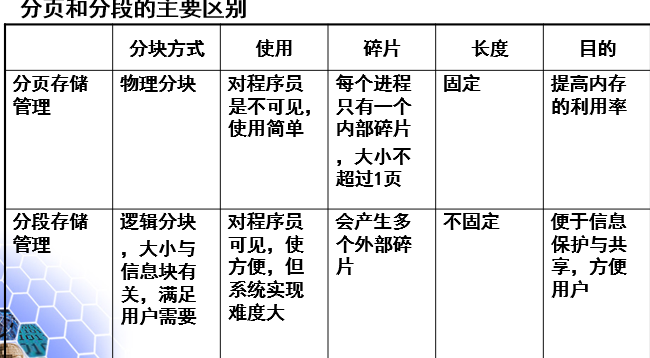 分页和分段的主要区别
分块方式 使用 碎片 长度 目的
分页存储 物理分块 对程序员 每个进程 固定 提高内存
管理 是不可见, 只有一个 的利用率
使用简单 内部碎片
，大小不
超过1页
分段存储 逻辑分块 对程序员 会产生多 不固定 便于信息
管理 ，大小与 可见，使 个外部碎 保护与共
信息块有 方便，但 片 享，方便
关，满足 系统实现 用户
用户需要 难度大